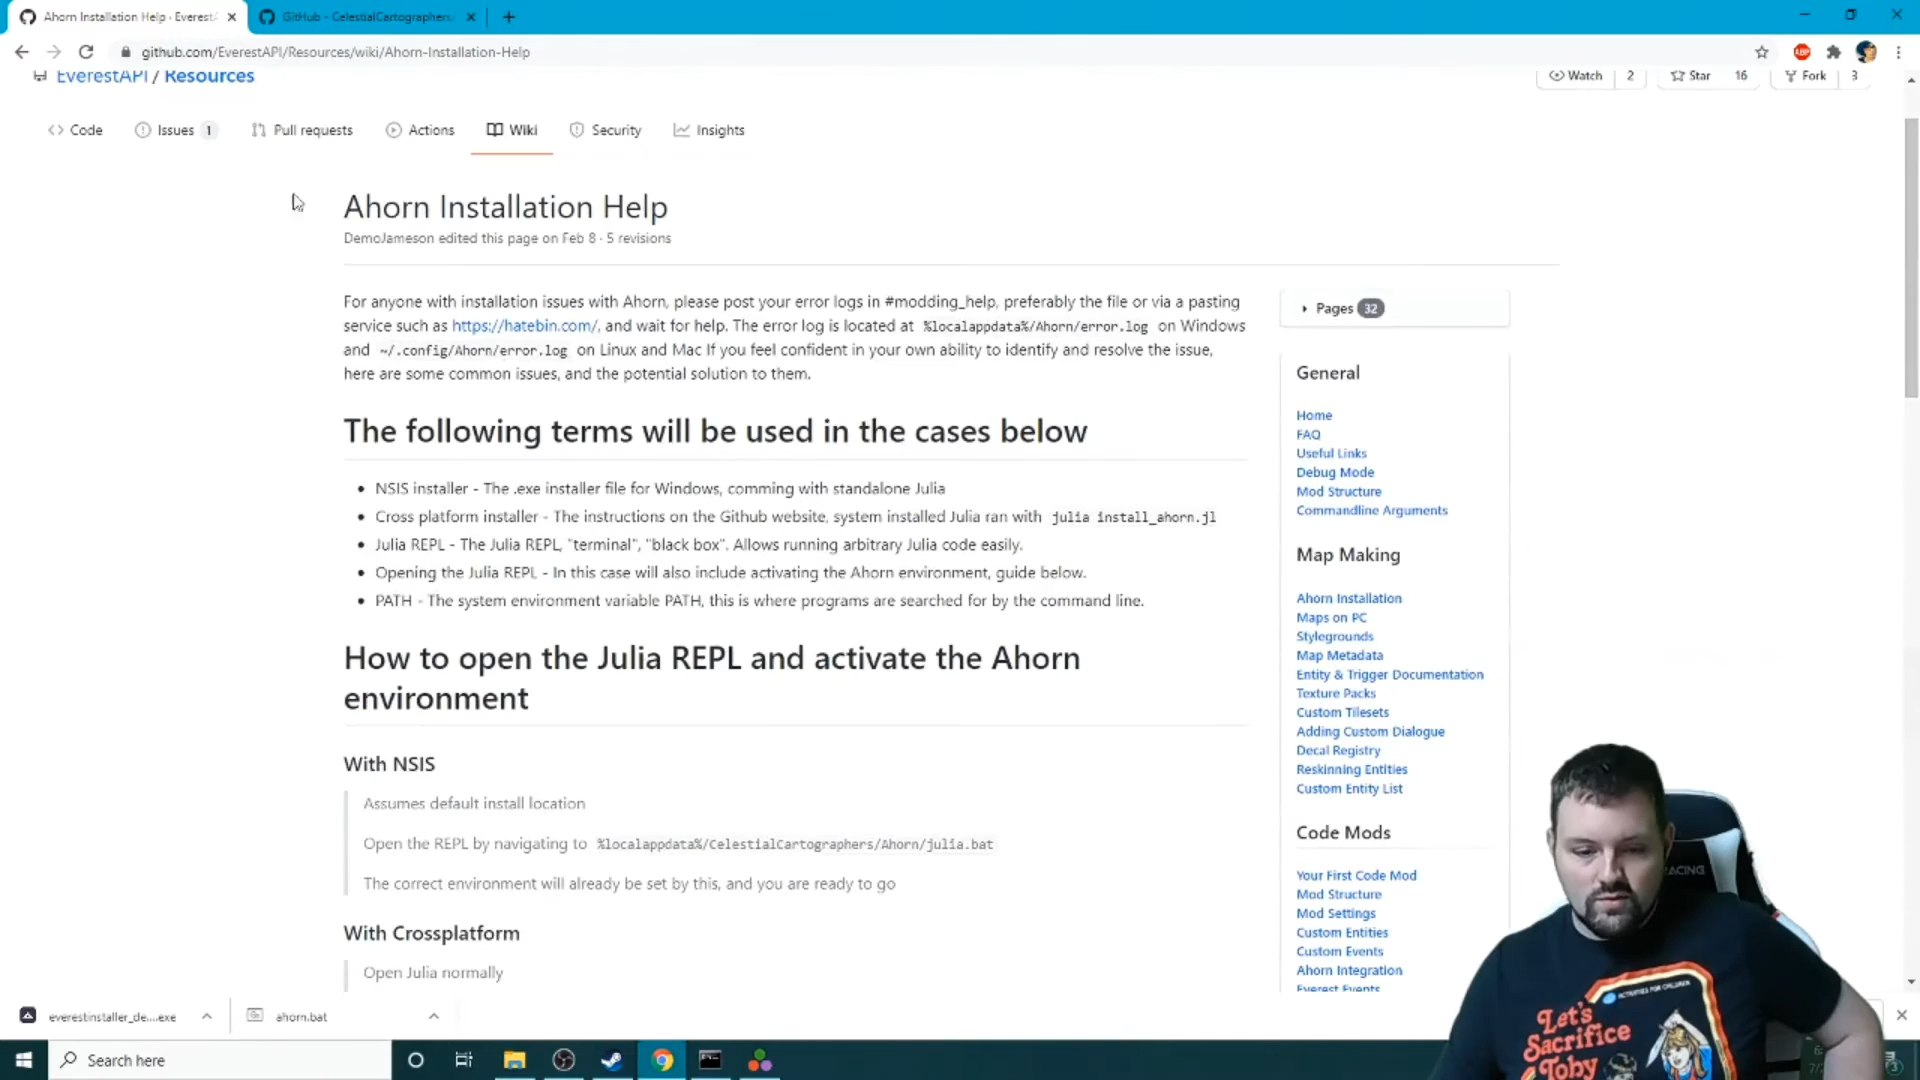 Ahorn Installation Help · Everest
GitHub - CelestialCartographers
github.com/EverestAPI/Resources/wiki/Ahorn-Installation-Help
ABP
EverestAPI / Resources
Watch 2
Star 16
Fork 3
Code
Issues 1
Pull requests
Actions
Wiki
Security
Insights
Ahorn Installation Help
DemoJameson edited this page on Feb 8 · 5 revisions
For anyone with installation issues with Ahorn, please post your error logs in #modding_help, preferably the file or via a pasting
service such as https://hatebin.com/, and wait for help. The error log is located at %localappdata%/Ahorn/error.log on Windows
and ~/.config/Ahorn/error.log on Linux and Mac If you feel confident in your own ability to identify and resolve the issue,
here are some common issues, and the potential solution to them.
The following terms will be used in the cases below
• NSIS installer - The .exe installer file for Windows, comming with standalone Julia
• Cross platform installer - The instructions on the Github website, system installed Julia ran with julia install_ahorn.jl
• Julia REPL - The Julia REPL, "terminal", "black box". Allows running arbitrary Julia code easily.
• Opening the Julia REPL - In this case will also include activating the Ahorn environment, guide below.
• PATH - The system environment variable PATH, this is where programs are searched for by the command line.
How to open the Julia REPL and activate the Ahorn
environment
With NSIS
Assumes default install location
Open the REPL by navigating to %localappdata%/CelestialCartographers/Ahorn/julia.bat
The correct environment will already be set by this, and you are ready to go
With Crossplatform
Open Julia normally
Pages 32
General
Home
FAQ
Useful Links
Debug Mode
Mod Structure
Commandline Arguments
Map Making
Ahorn Installation
Maps on PC
Stylegrounds
Map Metadata
Entity & Trigger Documentation
Texture Packs
Custom Tilesets
Adding Custom Dialogue
Decal Registry
Reskinning Entities
Custom Entity List
Code Mods
Your First Code Mod
Mod Structure
Mod Settings
Custom Entities
Custom Events
Ahorn Integration
Everest Events
RACING
ACTIVITIES FOR CHILDREN
Let's
Sacrifice
Toby
everestinstaller_de....exe
ahorn.bat
Search here